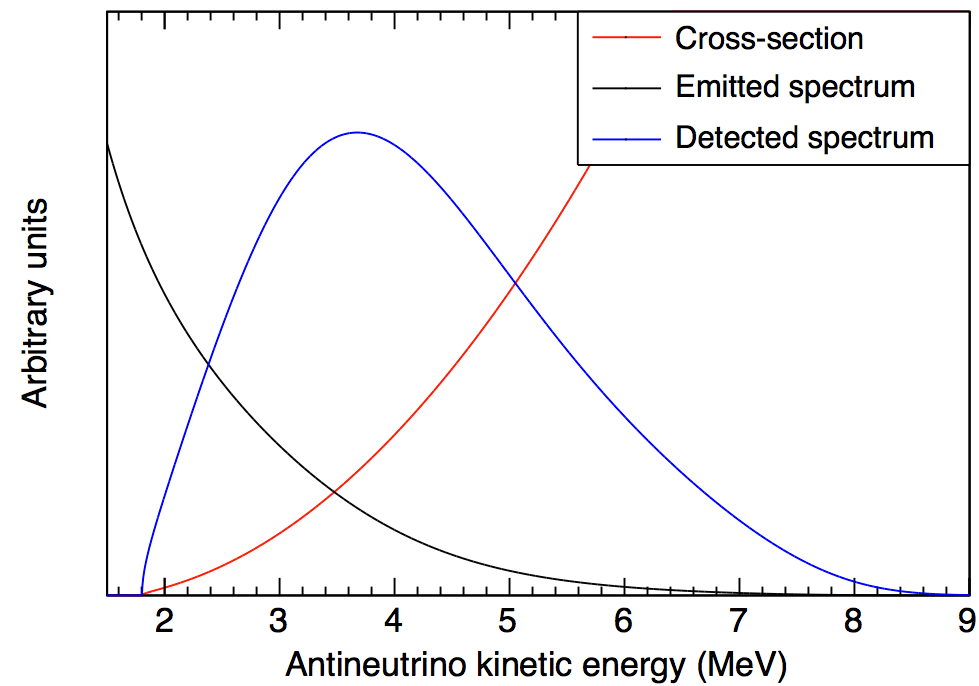 Cross-section
Emitted spectrum
Detected spectrum
Arbitrary units
2 3 4 5 6 7 8 9
Antineutrino kinetic energy (MeV)